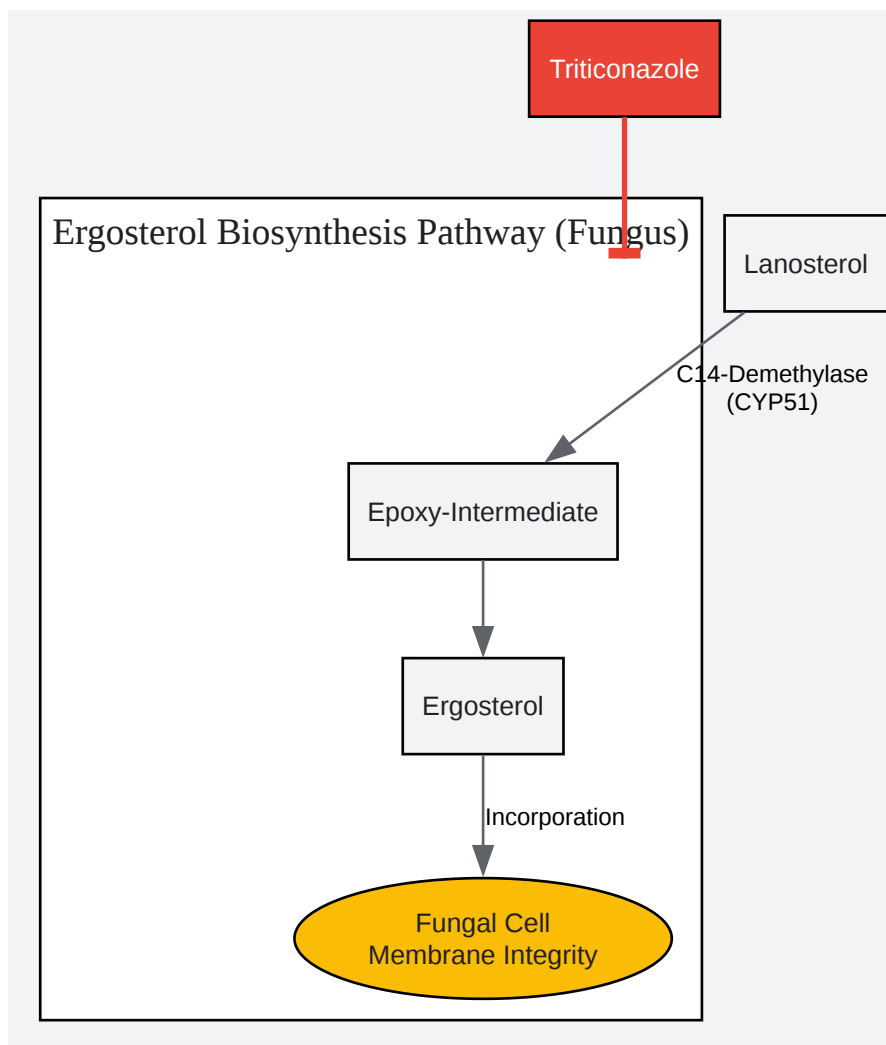 Triticonazole
Ergosterol Biosynthesis Pathway (Fungus)
Lanosterol
C14-Demethylase
(CYP51)
Epoxy-Intermediate
Ergosterol
Incorporation
Fungal Cell
Membrane Integrity